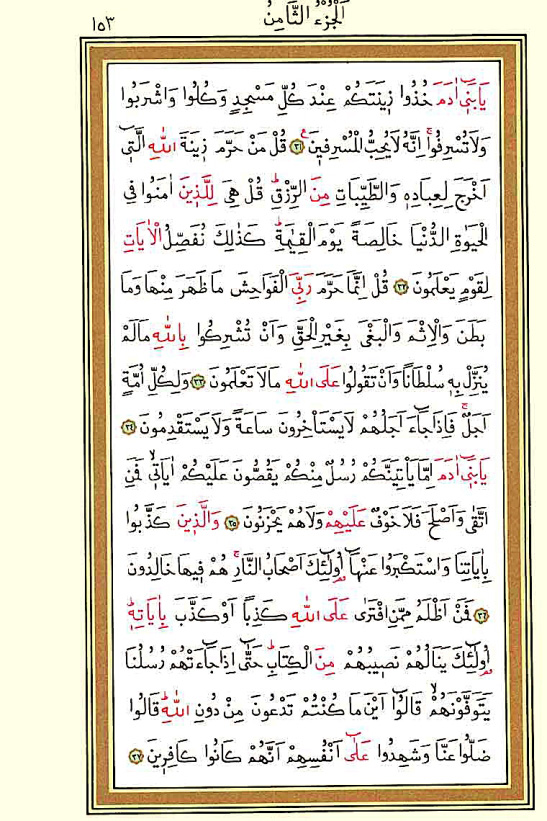 اَلْجُزْءُ الثَّامِنُ
١٥٣
يَا بَنٖٓي اٰدَمَ خُذُوا زٖينَتَكُمْ عِنْدَ كُلِّ مَسْجِدٍ وَكُلُوا وَاشْرَبُوا
وَلَا تُسْرِفُواۚ اِنَّهُ لَا يُحِبُّ الْمُسْرِفٖينَࣖ ﴿٣١﴾ قُلْ مَنْ حَرَّمَ زٖينَةَ اللّٰهِ الَّتٖٓي
اَخْرَجَ لِعِبَادِهٖ وَالطَّيِّبَاتِ مِنَ الرِّزْقِؕ قُلْ هِيَ لِلَّذٖينَ اٰمَنُوا فِي
الْحَيٰوةِ الدُّنْيَا خَالِصَةً يَوْمَ الْقِيٰمَةِؕ كَذٰلِكَ نُفَصِّلُ الْاٰيَاتِ
لِقَوْمٍ يَعْلَمُونَ ﴿٣٢﴾ قُلْ اِنَّمَا حَرَّمَ رَبِّيَ الْفَوَاحِشَ مَا ظَهَرَ مِنْهَا وَمَا
بَطَنَ وَالْاِثْمَ وَالْبَغْيَ بِغَيْرِ الْحَقِّ وَاَنْ تُشْرِكُوا بِاللّٰهِ مَا لَمْ
يُنَزِّلْ بِهٖ سُلْطَانًا وَاَنْ تَقُولُوا عَلَى اللّٰهِ مَا لَا تَعْلَمُونَ ﴿٣٣﴾ وَلِكُلِّ اُمَّةٍ
اَجَلٌۚ فَاِذَا جَٓاءَ اَجَلُهُمْ لَا يَسْتَاْخِرُونَ سَاعَةً وَلَا يَسْتَقْدِمُونَ ﴿٣٤﴾
يَا بَنٖٓي اٰدَمَ اِمَّا يَاْتِيَنَّكُمْ رُسُلٌ مِنْكُمْ يَقُصُّونَ عَلَيْكُمْ اٰيَاتٖيۙ فَمَنِ
اتَّقٰى وَاَصْلَحَ فَلَا خَوْفٌ عَلَيْهِمْ وَلَا هُمْ يَحْزَنُونَ ﴿٣٥﴾ وَالَّذٖينَ كَذَّبُوا
بِاٰيَاتِنَا وَاسْتَكْبَرُوا عَنْهَٓا اُو۬لٰٓئِكَ اَصْحَابُ النَّارِۚ هُمْ فٖيهَا خَالِدُونَ
﴿٣٦﴾ فَمَنْ اَظْلَمُ مِمَّنِ افْتَرٰى عَلَى اللّٰهِ كَذِبًا اَوْ كَذَّبَ بِاٰيَاتِهٖؕ
اُو۬لٰٓئِكَ يَنَالُهُمْ نَصٖيبُهُمْ مِنَ الْكِتَابِؕ حَتّٰٓى اِذَا جَٓاءَتْهُمْ رُسُلُنَا
يَتَوَفَّوْنَهُمْۙ قَالُٓوا اَيْنَ مَا كُنْتُمْ تَدْعُونَ مِنْ دُونِ اللّٰهِؕ قَالُوا
ضَلُّوا عَنَّا وَشَهِدُوا عَلٰٓى اَنْفُسِهِمْ اَنَّهُمْ كَانُوا كَافِرٖينَ ﴿٣٧﴾